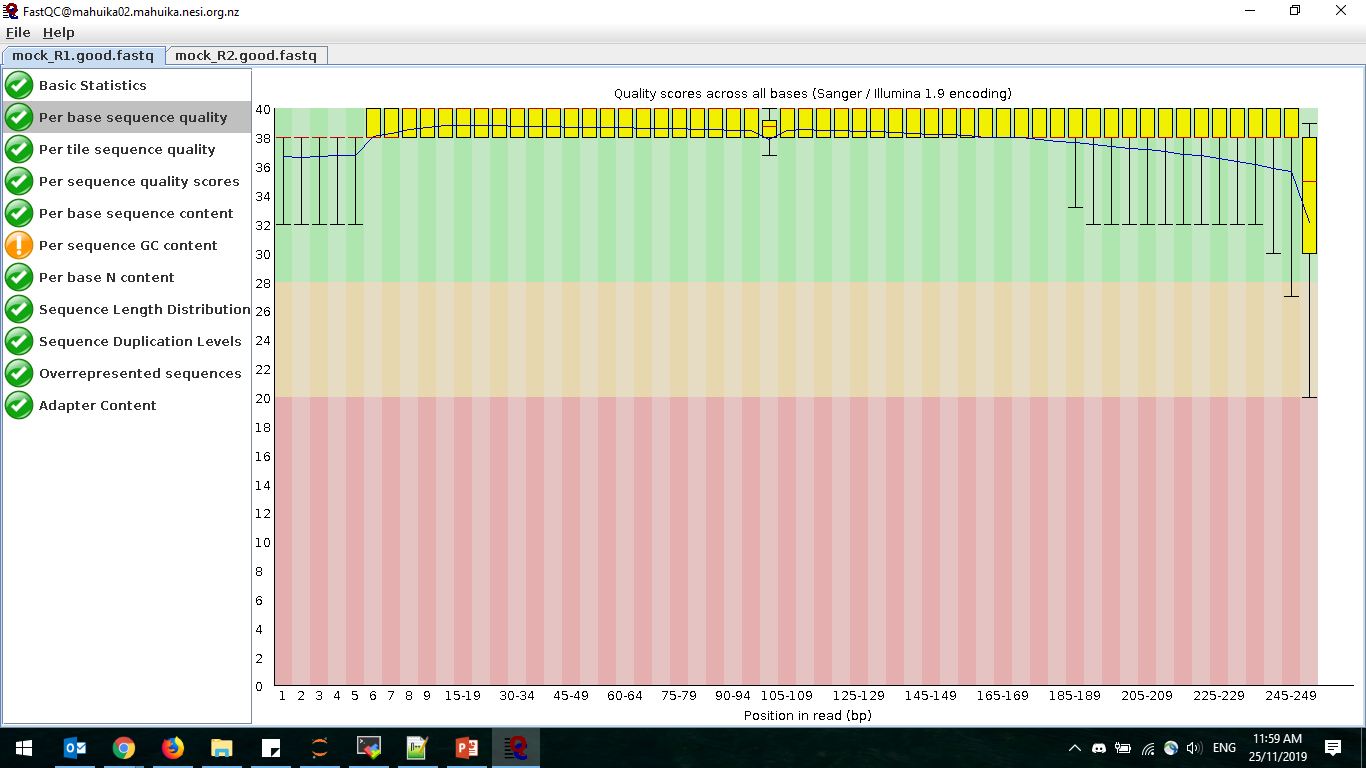 FastQC@mahuika02.mahuika.nesi.org.nz
File Help
mock_R1.good.fastq mock_R2.good.fastq
Basic Statistics
Per base sequence quality
Per tile sequence quality
Per sequence quality scores
Per base sequence content
Per sequence GC content
Per base N content
Sequence Length Distribution
Sequence Duplication Levels
Overrepresented sequences
Adapter Content
Quality scores across all bases (Sanger / Illumina 1.9 encoding)
40
38
36
34
32
30
28
26
24
22
20
18
16
14
12
10
8
6
4
2
0
1 2 3 4 5 6 7 8 9 15-19 30-34 45-49 60-64 75-79 90-94 105-109 125-129 145-149 165-169 185-189 205-209 225-229 245-249
Position in read (bp)
ENG
11:59 AM
25/11/2019